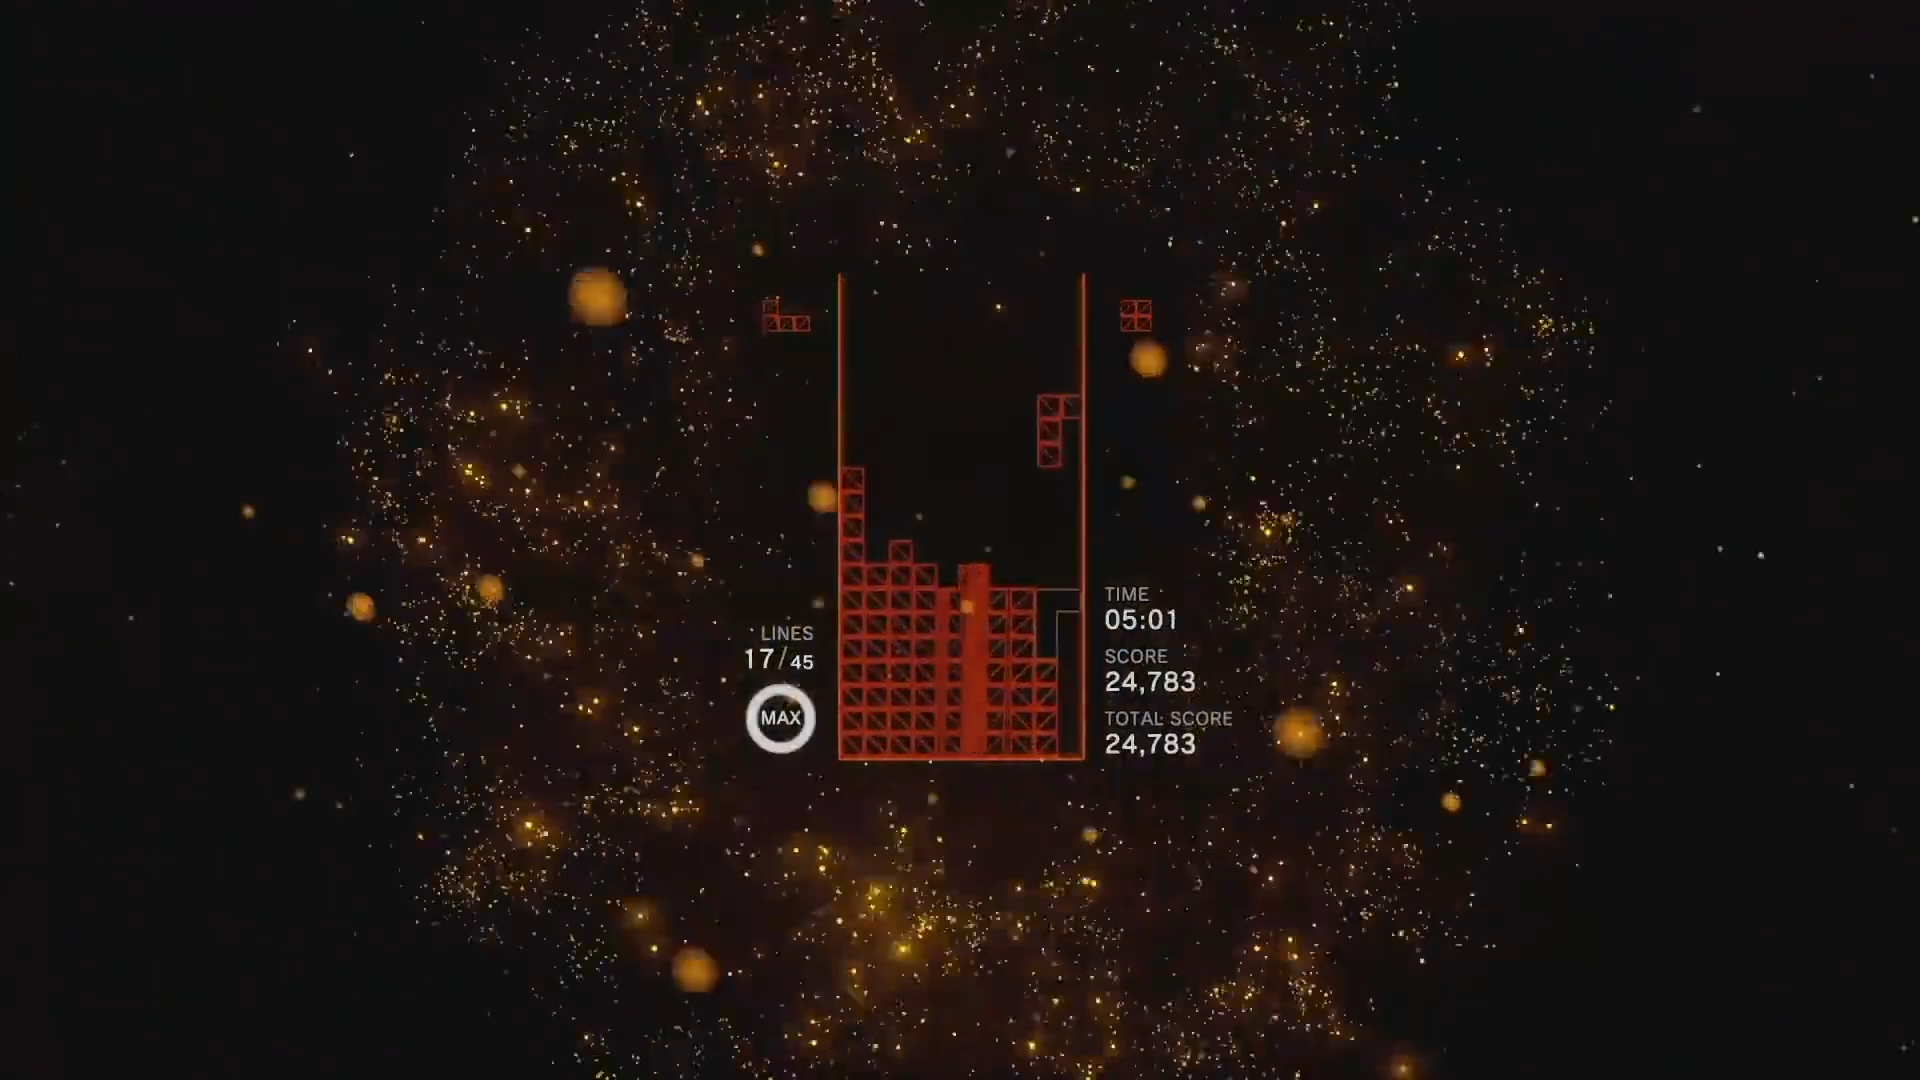 LINES
17/45
MAX
TIME
05:01
SCORE
24,783
TOTAL SCORE
24,783